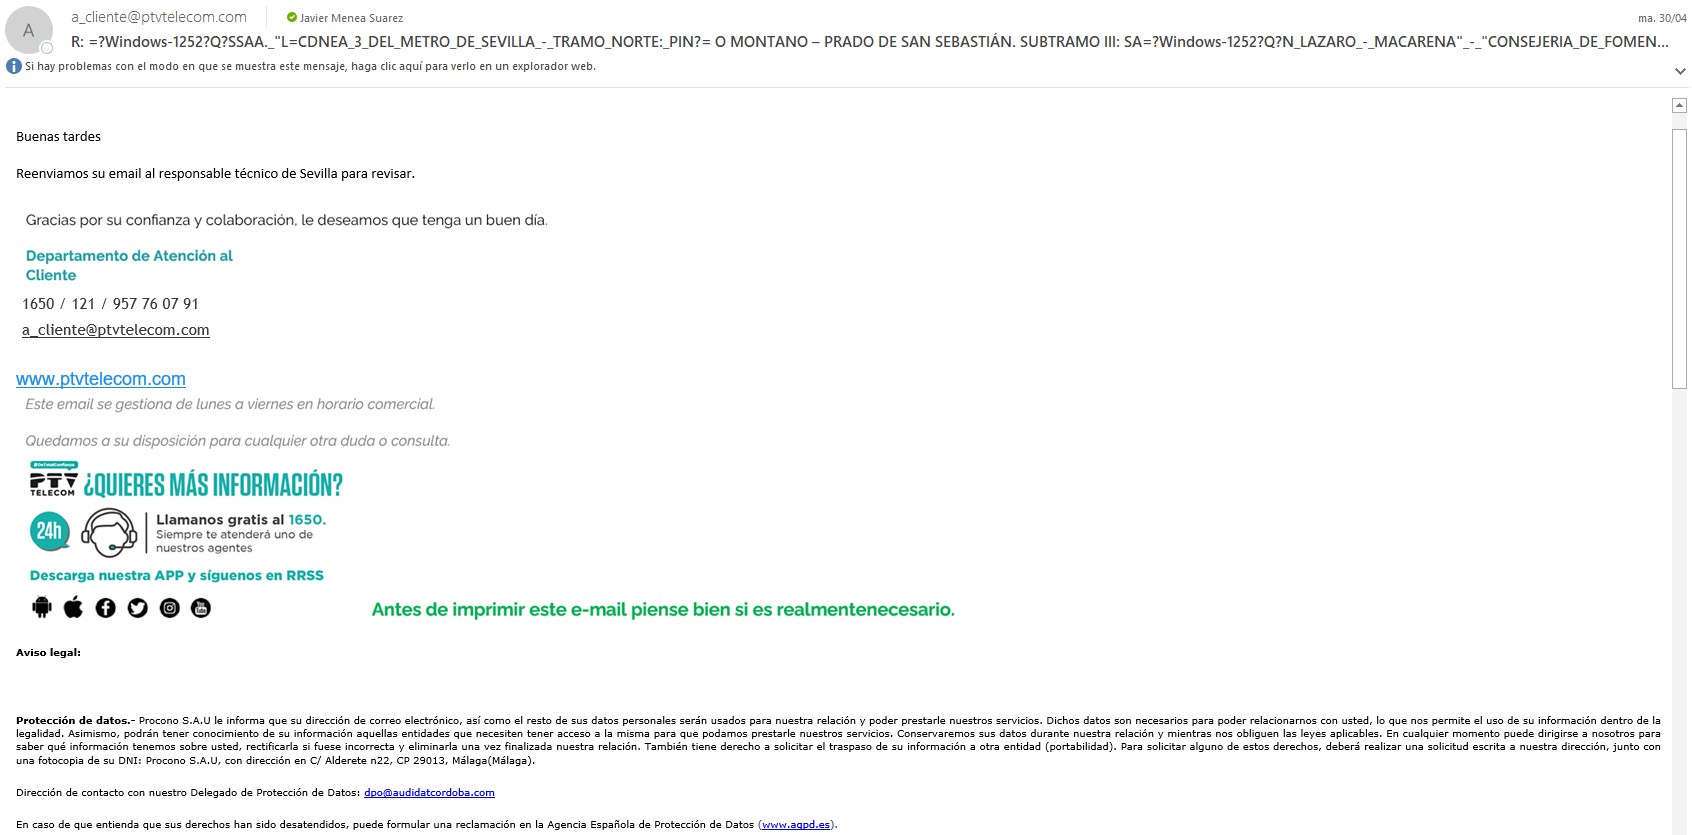 A
a_cliente@ptvtelecom.com
Javier Menea Suarez
ma. 30/04
R: =?Windows-1252?Q?SSAA._"L=CDNEA_3_DEL_METRO_DE_SEVILLA_-_TRAMO_NORTE:_PIN?= O MONTANO – PRADO DE SAN SEBASTIÁN. SUBTRAMO III: SA=?Windows-1252?Q?N_LAZARO_-_MACARENA"_-_"CONSEJERIA_DE_FOMEN...
Si hay problemas con el modo en que se muestra este mensaje, haga clic aquí para verlo en un explorador web.
Buenas tardes
Reenviamos su email al responsable técnico de Sevilla para revisar.
Gracias por su confianza y colaboración, le deseamos que tenga un buen día.
Departamento de Atención al
Cliente
1650 / 121 / 957 76 07 91
a_cliente@ptvtelecom.com
www.ptvtelecom.com
Este email se gestiona de lunes a viernes en horario comercial.
Quedamos a su disposición para cualquier otra duda o consulta.
PTV
TELECOM
¿QUIERES MÁS INFORMACIÓN?
24h
Llamanos gratis al 1650.
Siempre te atenderá uno de
nuestros agentes
Descarga nuestra APP y síguenos en RRSS
Antes de imprimir este e-mail piense bien si es realmentenecesario.
Aviso legal:
Protección de datos.- Procono S.A.U le informa que su dirección de correo electrónico, así como el resto de sus datos personales serán usados para nuestra relación y poder prestarle nuestros servicios. Dichos datos son necesarios para poder relacionarnos con usted, lo que nos permite el uso de su información dentro de la
legalidad. Asimismo, podrán tener conocimiento de su información aquellas entidades que necesiten tener acceso a la misma para que podamos prestarle nuestros servicios. Conservaremos sus datos durante nuestra relación y mientras nos obliguen las leyes aplicables. En cualquier momento puede dirigirse a nosotros para
saber qué información tenemos sobre usted, rectificarla si fuese incorrecta y eliminarla una vez finalizada nuestra relación. También tiene derecho a solicitar el traspaso de su información a otra entidad (portabilidad). Para solicitar alguno de estos derechos, deberá realizar una solicitud escrita a nuestra dirección, junto con
una fotocopia de su DNI: Procono S.A.U, con dirección en C/ Alderete n22, CP 29013, Málaga(Málaga).
Dirección de contacto con nuestro Delegado de Protección de Datos: dpo@audidatcordoba.com
En caso de que entienda que sus derechos han sido desatendidos, puede formular una reclamación en la Agencia Española de Protección de Datos (www.agpd.es).